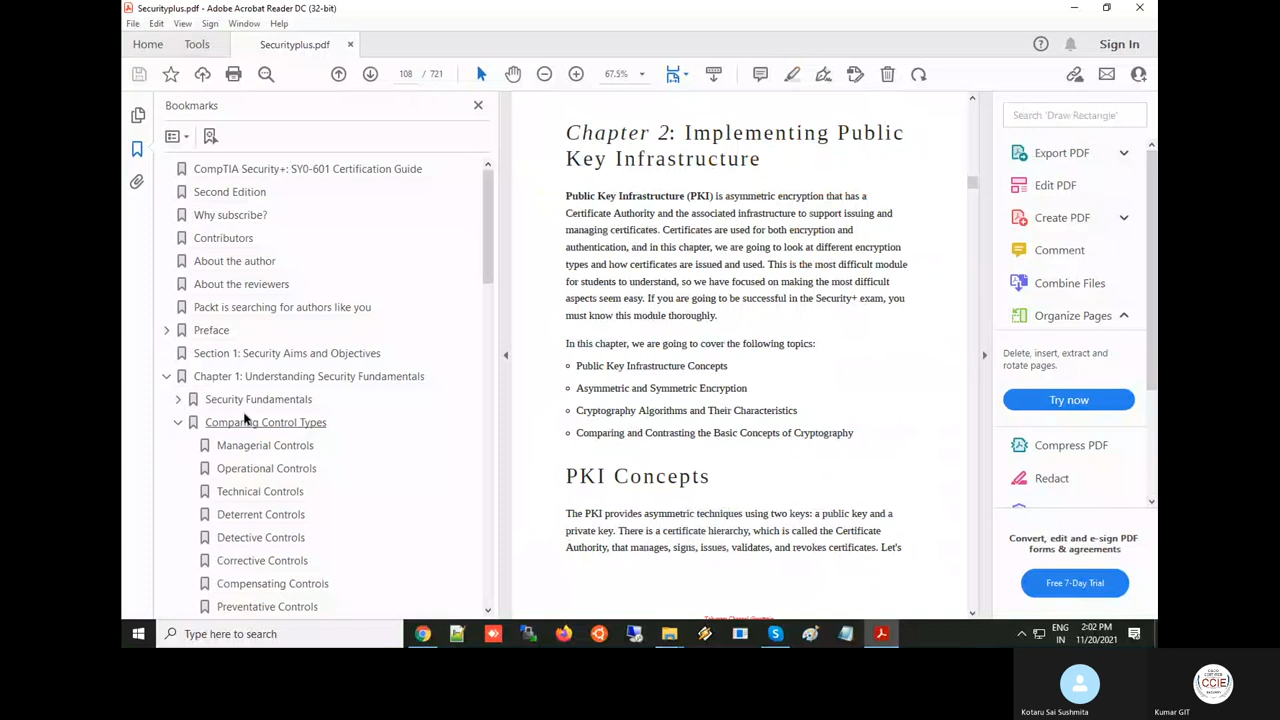 Securityplus.pdf - Adobe Acrobat Reader DC (32-bit)
File Edit View Sign Window Help
Home Tools Securityplus.pdf × Sign In
108 / 721 67.5%
Bookmarks
CompTIA Security+: SY0-601 Certification Guide
Second Edition
Why subscribe?
Contributors
About the author
About the reviewers
Packt is searching for authors like you
Preface
Section 1: Security Aims and Objectives
Chapter 1: Understanding Security Fundamentals
Security Fundamentals
Comparing Control Types
Managerial Controls
Operational Controls
Technical Controls
Deterrent Controls
Detective Controls
Corrective Controls
Compensating Controls
Preventative Controls
Chapter 2: Implementing Public
Key Infrastructure
Public Key Infrastructure (PKI) is asymmetric encryption that has a
Certificate Authority and the associated infrastructure to support issuing and
managing certificates. Certificates are used for both encryption and
authentication, and in this chapter, we are going to look at different encryption
types and how certificates are issued and used. This is the most difficult module
for students to understand, so we have focused on making the most difficult
aspects seem easy. If you are going to be successful in the Security+ exam, you
must know this module thoroughly.
In this chapter, we are going to cover the following topics:
Public Key Infrastructure Concepts
Asymmetric and Symmetric Encryption
Cryptography Algorithms and Their Characteristics
Comparing and Contrasting the Basic Concepts of Cryptography
PKI Concepts
The PKI provides asymmetric techniques using two keys: a public key and a
private key. There is a certificate hierarchy, which is called the Certificate
Authority, that manages, signs, issues, validates, and revokes certificates. Let's
Search 'Draw Rectangle'
Export PDF
Edit PDF
Create PDF
Comment
Combine Files
Organize Pages
Delete, insert, extract and
rotate pages.
Try now
Compress PDF
Redact
Convert, edit and e-sign PDF
forms & agreements
Free 7-Day Trial
Type here to search
ENG
IN
2:02 PM
11/20/2021
CCIE
Kotaru Sai Sushmita
Kumar GIT